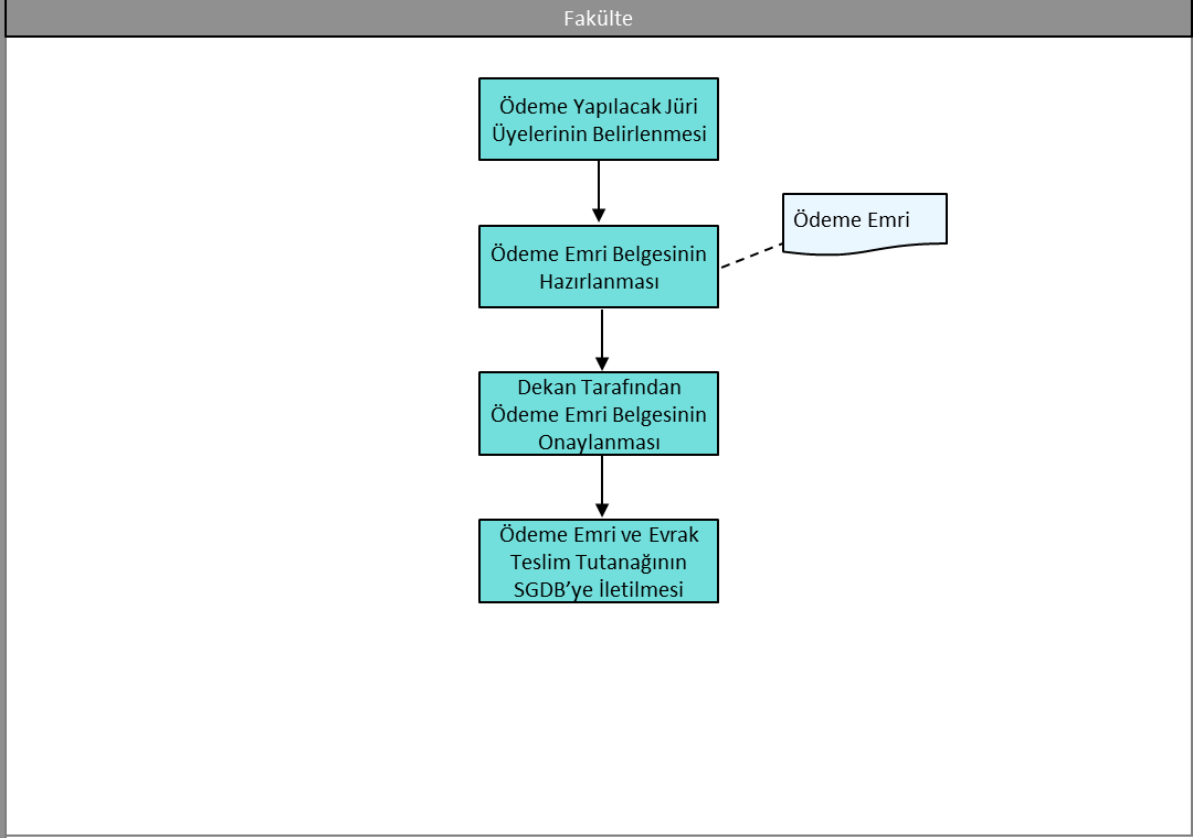 Fakülte
Ödeme Yapılacak Jüri
Üyelerinin Belirlenmesi
Ödeme Emri
Ödeme Emri Belgesinin
Hazırlanması
Dekan Tarafından
Ödeme Emri Belgesinin
Onaylanması
Ödeme Emri ve Evrak
Teslim Tutanağının
SGDB’ye İletilmesi